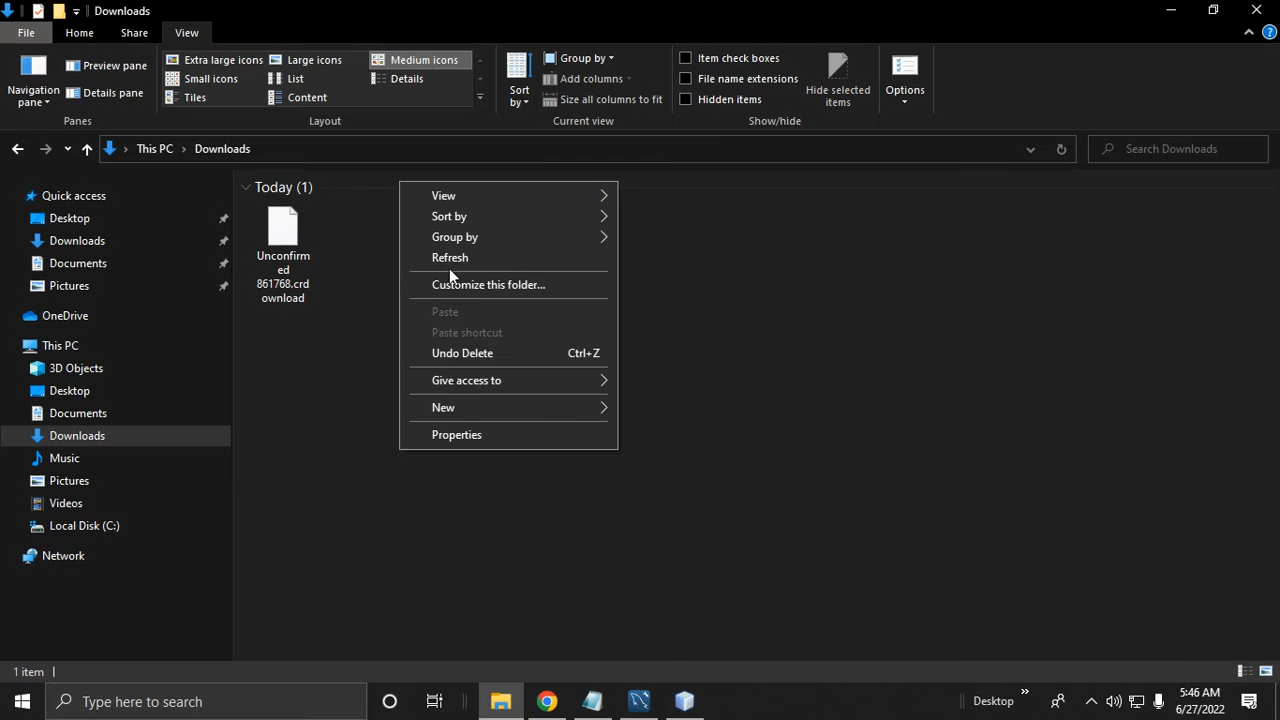 Downloads
File Home Share View
Extra large icons Large icons Medium icons
Small icons List Details
Tiles Content
Navigation pane
Preview pane
Details pane
Panes
Layout
Sort by
Group by
Add columns
Size all columns to fit
Current view
Item check boxes
File name extensions
Hidden items
Hide selected items
Show/hide
Options
This PC Downloads
Search Downloads
Quick access
Desktop
Downloads
Documents
Pictures
OneDrive
This PC
3D Objects
Desktop
Documents
Downloads
Music
Pictures
Videos
Local Disk (C:)
Network
Today (1)
Unconfirm
ed
861768.crd
ownload
View
Sort by
Group by
Refresh
Customize this folder...
Paste
Paste shortcut
Undo Delete Ctrl+Z
Give access to
New
Properties
1 item
Type here to search
Desktop
5:46 AM
6/27/2022